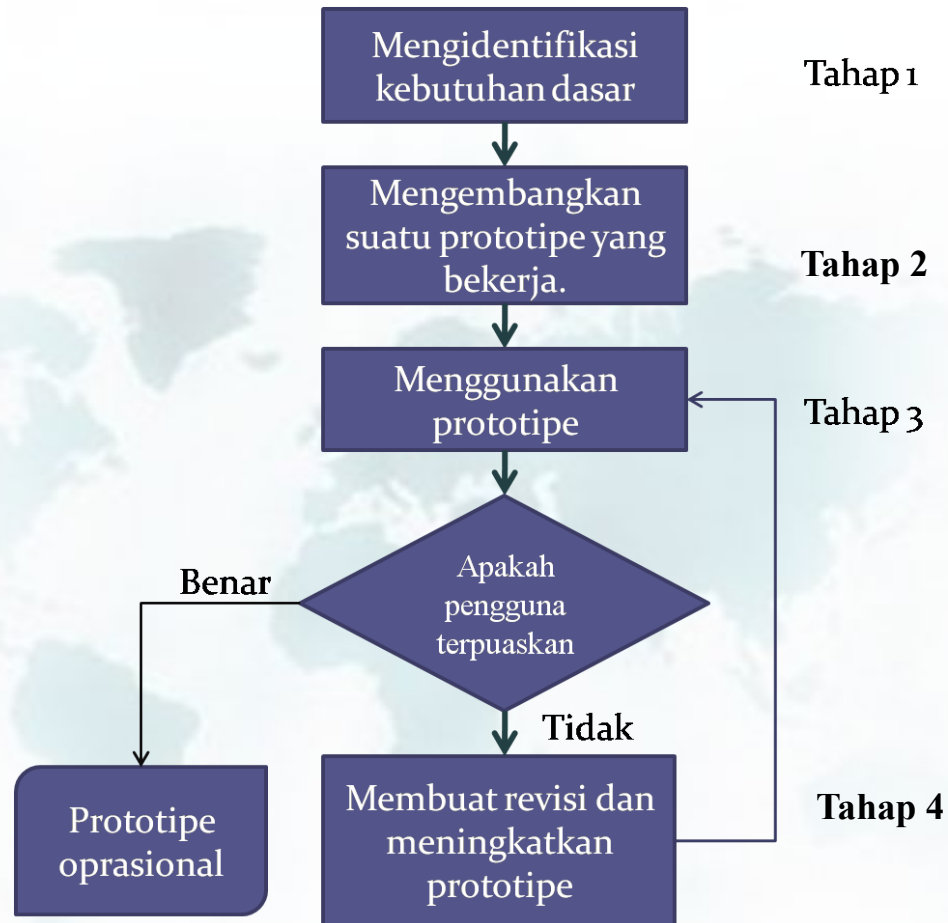 Mengidentifikasi
kebutuhan dasar
Tahap 1
Mengembangkan
suatu prototipe yang
bekerja.
Tahap 2
Menggunakan
prototipe
Tahap 3
Apakah
pengguna
terpuaskan
Benar
Tidak
Prototipe
oprasional
Membuat revisi dan
meningkatkan
prototipe
Tahap 4